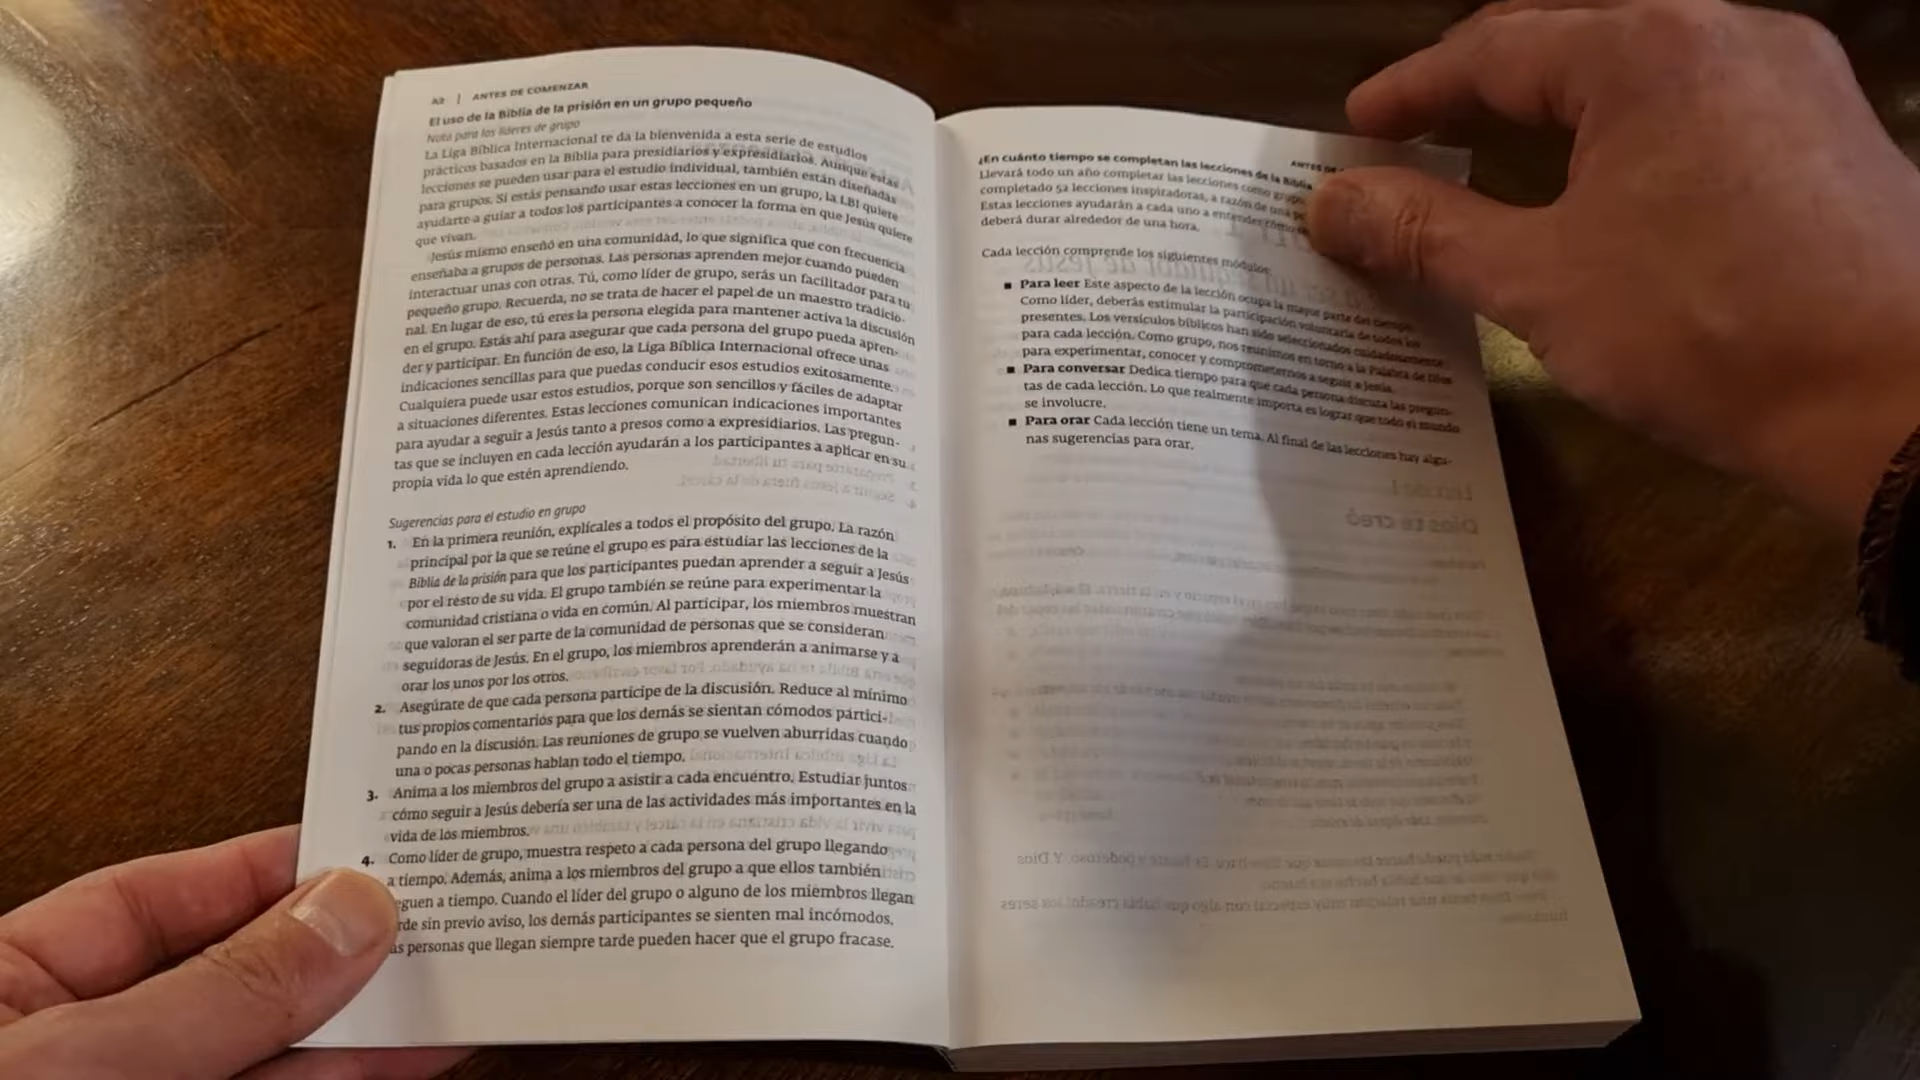 A2 | ANTES DE COMENZAR
El uso de la Biblia de la prisión en un grupo pequeño
Nota para los líderes de grupo
La Liga Bíblica Internacional te da la bienvenida a esta serie de estudios
prácticos basados en la Biblia para presidiarios y expresidiarios. Aunque estas
lecciones se pueden usar para el estudio individual, también están diseñadas
para grupos. Si estás pensando usar estas lecciones en un grupo, la LBI quiere
ayudarte a guiar a todos los participantes a conocer la forma en que Jesús quiere
que vivan.
Jesús mismo enseñó en una comunidad, lo que significa que con frecuencia
enseñaba a grupos de personas. Las personas aprenden mejor cuando pueden
interactuar unas con otras. Tú, como líder de grupo, serás un facilitador para tu
pequeño grupo. Recuerda, no se trata de hacer el papel de un maestro tradicio-
nal. En lugar de eso, tú eres la persona elegida para mantener activa la discusión
en el grupo. Estás ahí para asegurar que cada persona del grupo pueda apren-
der y participar. En función de eso, la Liga Bíblica Internacional ofrece unas
indicaciones sencillas para que puedas conducir esos estudios exitosamente.
Cualquiera puede usar estos estudios, porque son sencillos y fáciles de adaptar
a situaciones diferentes. Estas lecciones comunican indicaciones importantes
para ayudar a seguir a Jesús tanto a presos como a expresidiarios. Las pregun-
tas que se incluyen en cada lección ayudarán a los participantes a aplicar en su
propia vida lo que estén aprendiendo.
Sugerencias para el estudio en grupo
1. En la primera reunión, explícales a todos el propósito del grupo. La razón
principal por la que se reúne el grupo es para estudiar las lecciones de la
Biblia de la prisión para que los participantes puedan aprender a seguir a Jesús
por el resto de su vida. El grupo también se reúne para experimentar la
comunidad cristiana o vida en común. Al participar, los miembros muestran
que valoran el ser parte de la comunidad de personas que se consideran
seguidoras de Jesús. En el grupo, los miembros aprenderán a animarse y a
orar los unos por los otros.
2. Asegúrate de que cada persona participe de la discusión. Reduce al mínimo
tus propios comentarios para que los demás se sientan cómodos partici-
pando en la discusión. Las reuniones de grupo se vuelven aburridas cuando
una o pocas personas hablan todo el tiempo.
3. Anima a los miembros del grupo a asistir a cada encuentro. Estudiar juntos
cómo seguir a Jesús debería ser una de las actividades más importantes en la
vida de los miembros.
4. Como líder de grupo, muestra respeto a cada persona del grupo llegando
a tiempo. Además, anima a los miembros del grupo a que ellos también
eguen a tiempo. Cuando el líder del grupo o alguno de los miembros llegan
rde sin previo aviso, los demás participantes se sienten mal incómodos.
as personas que llegan siempre tarde pueden hacer que el grupo fracase.
ANTES DE
¿En cuánto tiempo se completan las lecciones de la Biblia
Llevará todo un año completar las lecciones como grupo
completado 52 lecciones inspiradoras, a razón de una
Estas lecciones ayudarán a cada uno a entender cómo
deberá durar alrededor de una hora.
Cada lección comprende los siguientes módulos:
▪ Para leer Este aspecto de la lección ocupa la mayor parte del tiempo.
Como líder, deberás estimular la participación voluntaria de todos los
presentes. Los versículos bíblicos han sido seleccionados cuidadosamente
para cada lección. Como grupo, nos reunimos en torno a la Palabra de Dios
para experimentar, conocer y comprometernos a seguir a Jesús.
▪ Para conversar Dedica tiempo para que cada persona discuta las pregun-
tas de cada lección. Lo que realmente importa es lograr que todo el mundo
se involucre.
▪ Para orar Cada lección tiene un tema. Al final de las lecciones hay algu-
nas sugerencias para orar.